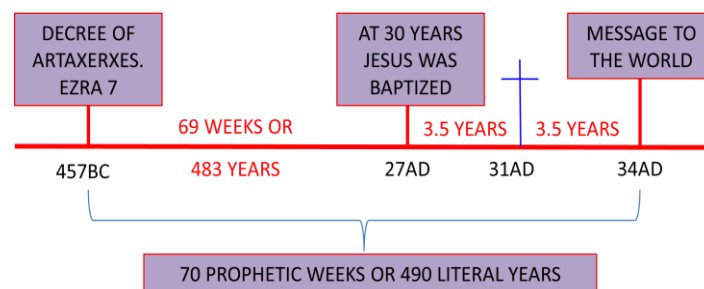 DECREE OF
ARTAXERXES.
EZRA 7
AT 30 YEARS
JESUS WAS
BAPTIZED
MESSAGE TO
THE WORLD
69 WEEKS OR
3.5 YEARS
3.5 YEARS
457BC
483 YEARS
27AD
31AD
34AD
70 PROPHETIC WEEKS OR 490 LITERAL YEARS